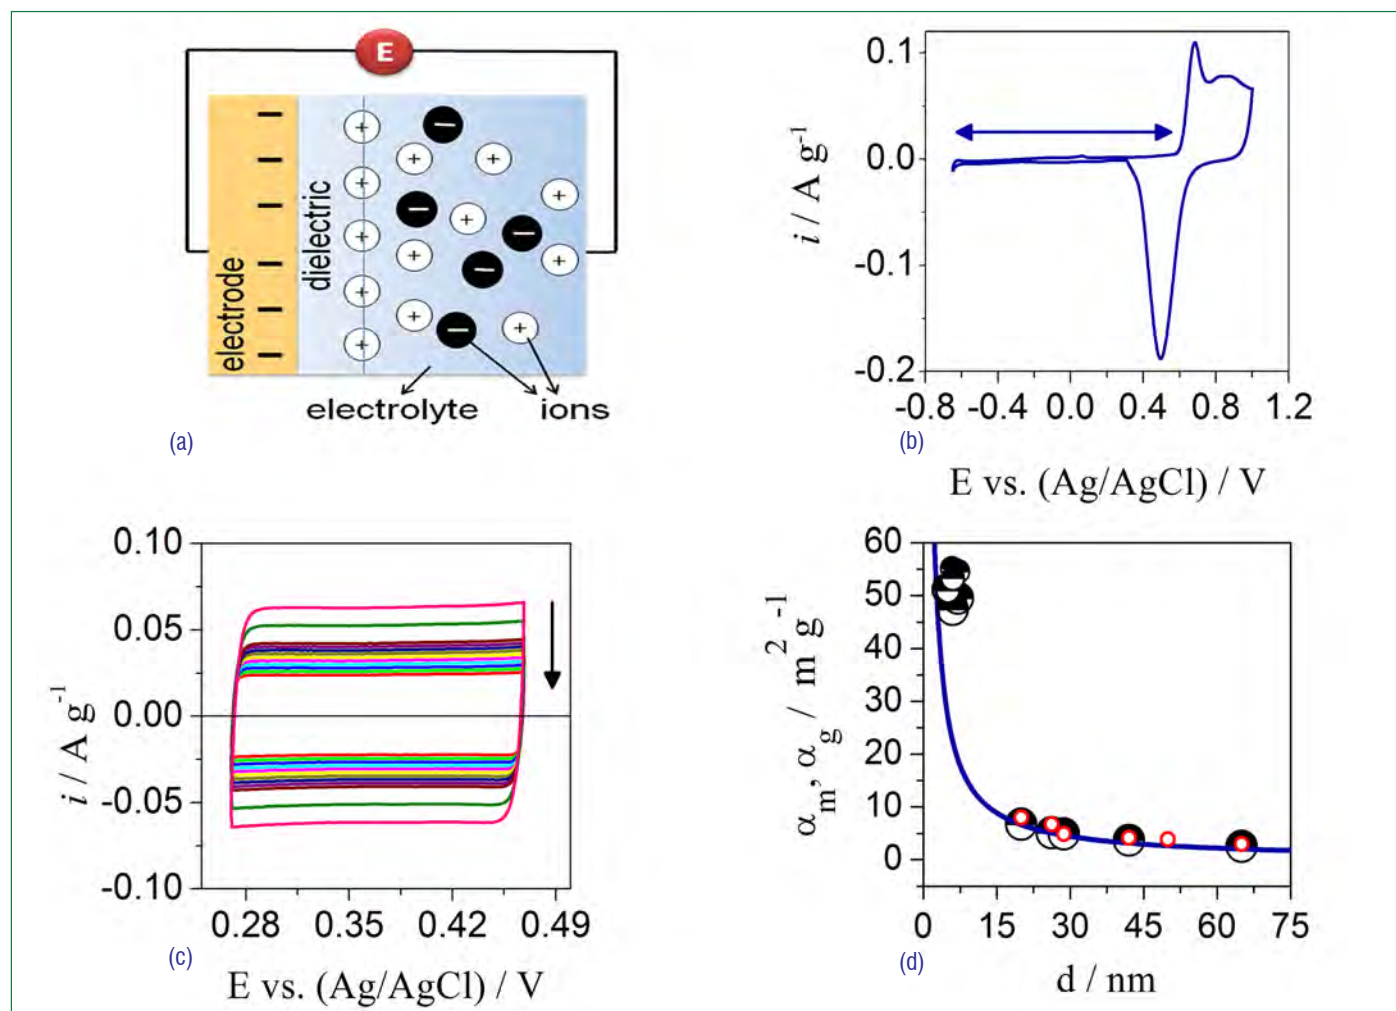 E
electrode
dielectric
electrolyte
ions
(a)
i / A g-1
0.1
0.0
-0.1
-0.2
-0.8 -0.4 0.0 0.4 0.8 1.2
(b)
E vs. (Ag/AgCl) / V
i / A g-1
0.10
0.05
0.00
-0.05
-0.10
0.28 0.35 0.42 0.49
(c)
E vs. (Ag/AgCl) / V
αm, αg / m2 g-1
60
50
40
30
20
10
0
0 15 30 45 60 75
(d)
d / nm